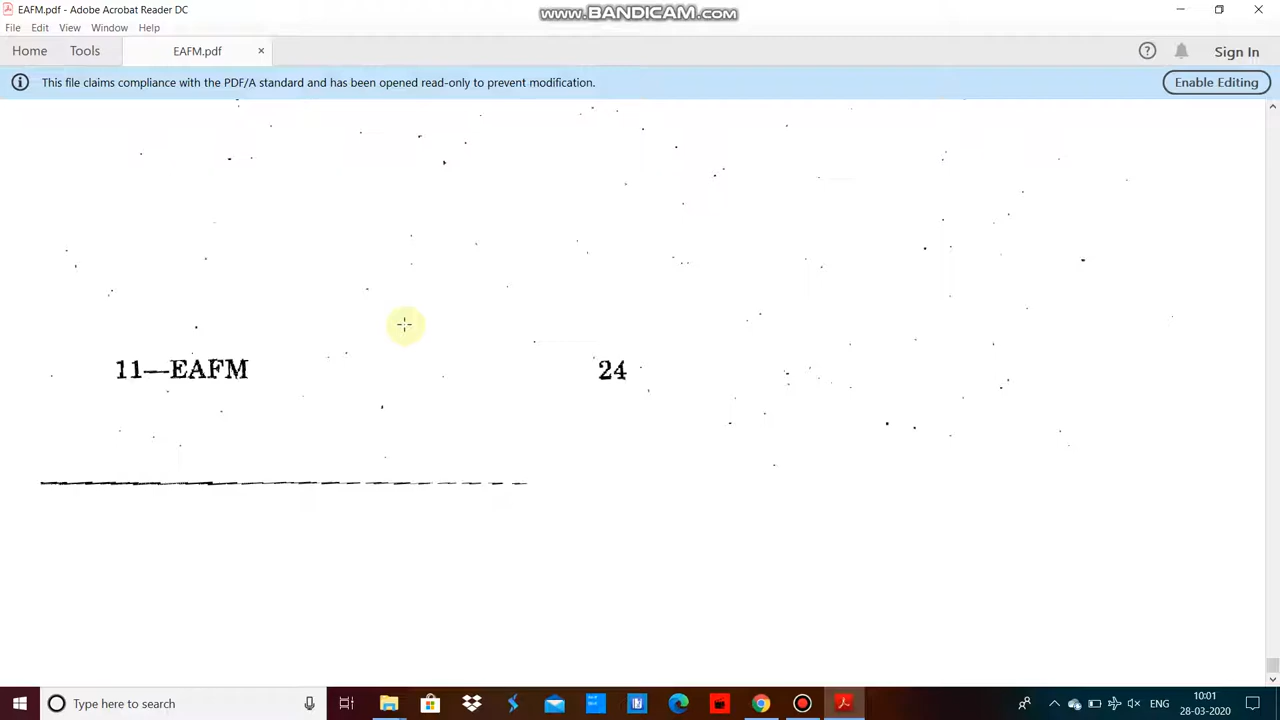 EAFM.pdf - Adobe Acrobat Reader DC
www.BANDICAM.com
File Edit View Window Help
Home Tools EAFM.pdf × ? Sign In
This file claims compliance with the PDF/A standard and has been opened read-only to prevent modification. Enable Editing
11—EAFM 24
Type here to search ENG 10:01
28-03-2020